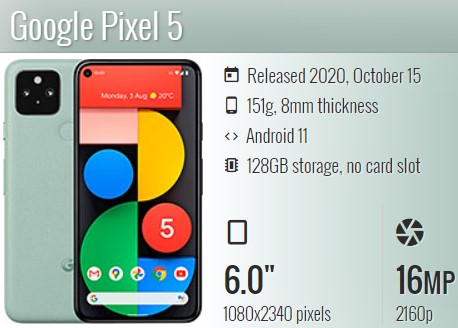 Google Pixel 5
Monday, 3 Aug 20°C
5
G
Released 2020, October 15
151g, 8mm thickness
Android 11
128GB storage, no card slot
6.0"
1080x2340 pixels
16MP
2160p